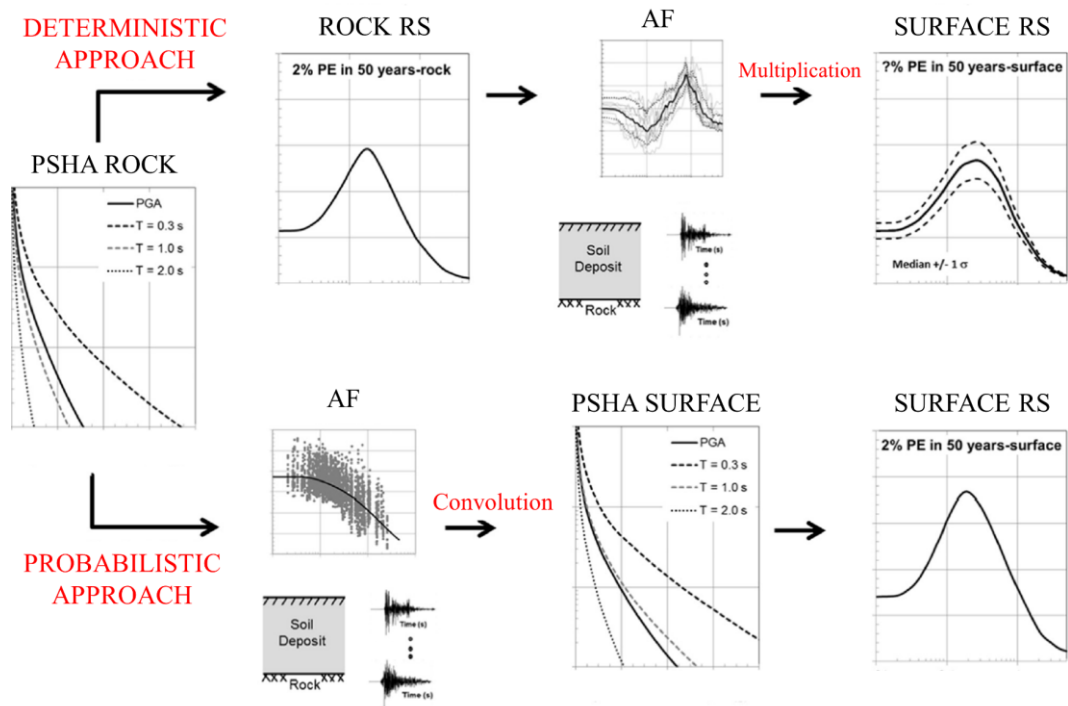 DETERMINISTIC
APPROACH
ROCK RS
2% PE in 50 years-rock
AF
Multiplication
SURFACE RS
?% PE in 50 years-surface
Median +/- 1 σ
PSHA ROCK
PGA
T = 0.3 s
T = 1.0 s
T = 2.0 s
Soil
Deposit
Rock
Time (s)
Time (s)
PROBABILISTIC
APPROACH
AF
Soil
Deposit
Rock
Time (s)
Time (s)
Convolution
PSHA SURFACE
PGA
T = 0.3 s
T = 1.0 s
T = 2.0 s
SURFACE RS
2% PE in 50 years-surface